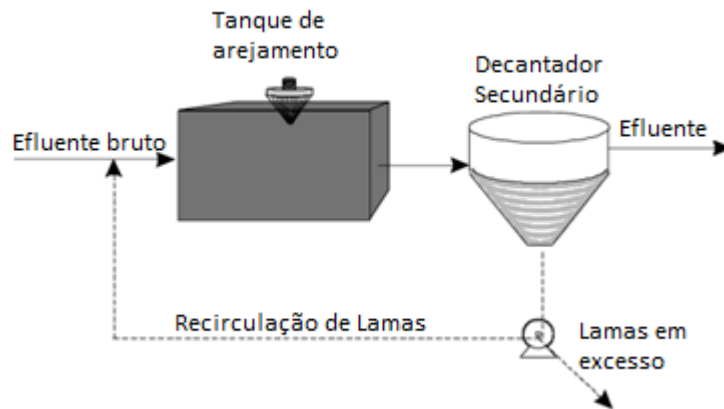 Tanque de
arejamento
Decantador
Secundário
Efluente bruto
Efluente
Recirculação de Lamas
Lamas em
excesso